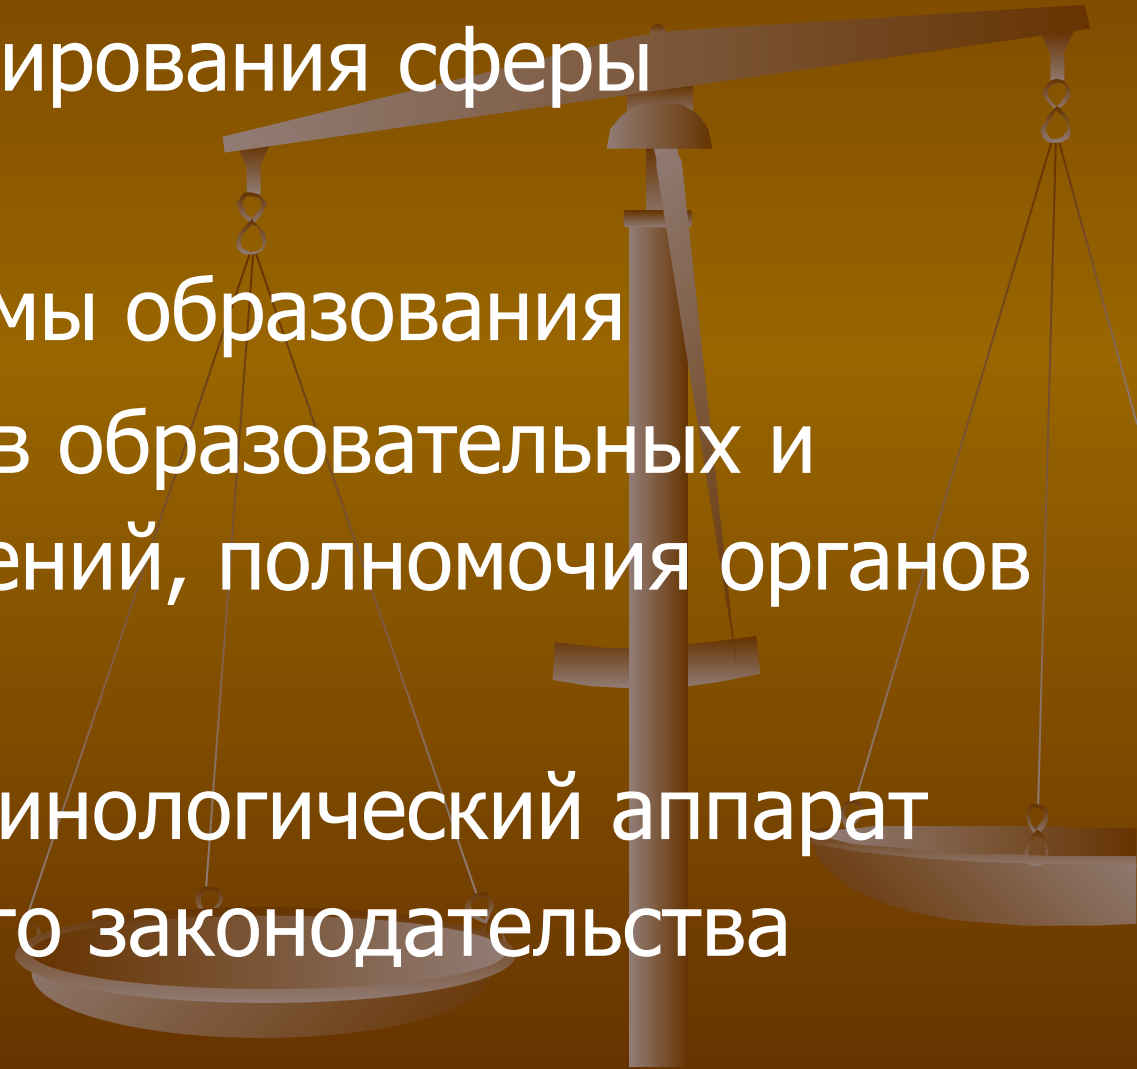 ирования сферы
мы образования
в образовательных и
ений, полномочия органов
инологический аппарат
го законодательства